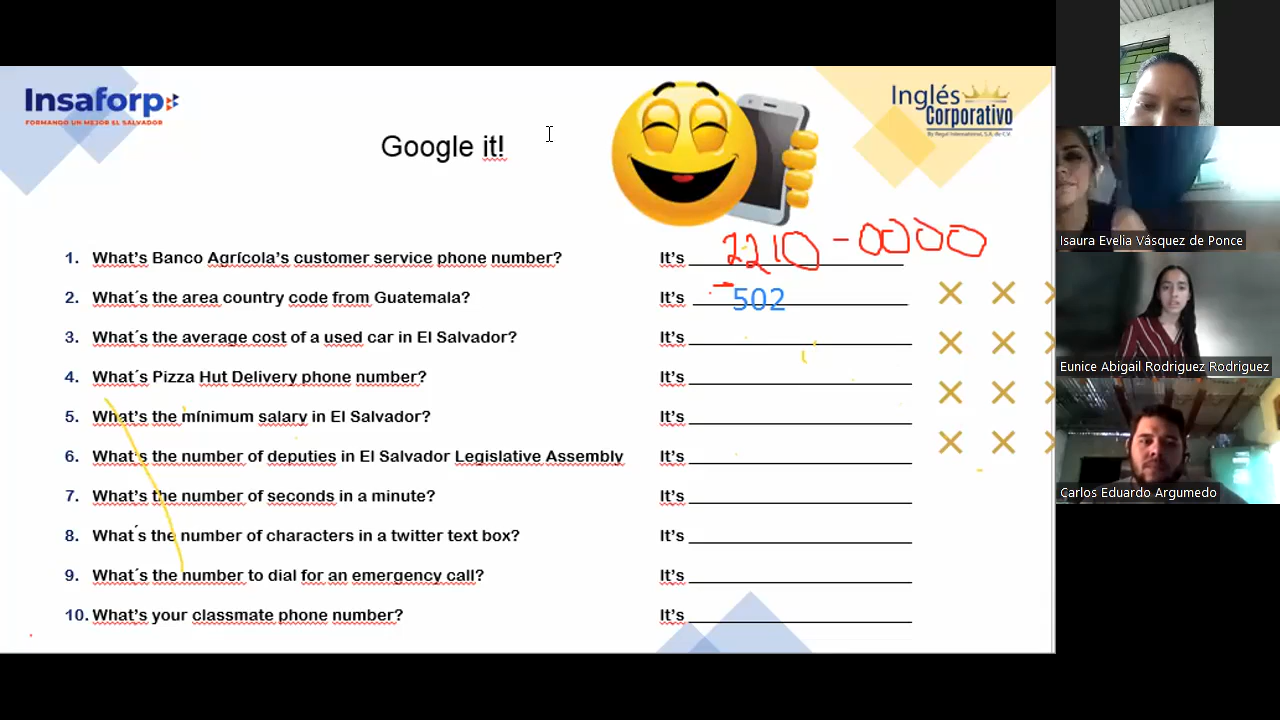 Insaforp
FORMANDO UN MEJOR EL SALVADOR
Inglés
Corporativo
By Regal International, S.A. de C.V.
Google it!
1. What's Banco Agrícola's customer service phone number? It's 2210-0000
2. What´s the area country code from Guatemala? It's 502
3. What´s the average cost of a used car in El Salvador? It's
4. What´s Pizza Hut Delivery phone number? It's
5. What's the mínimum salary in El Salvador? It's
6. What's the number of deputies in El Salvador Legislative Assembly It's
7. What's the number of seconds in a minute? It's
8. What´s the number of characters in a twitter text box? It's
9. What´s the number to dial for an emergency call? It's
10. What's your classmate phone number? It's
Isaura Evelia Vásquez de Ponce
Eunice Abigail Rodriguez Rodriguez
Carlos Eduardo Argumedo